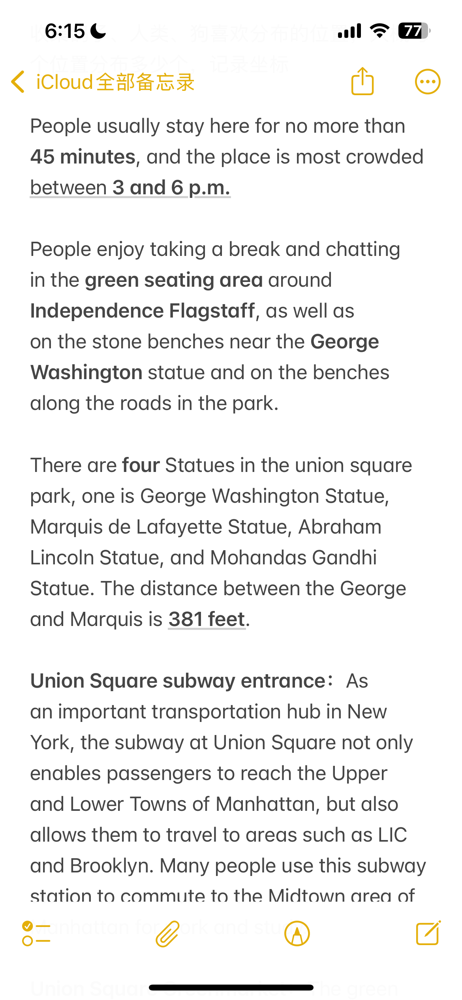 6:15
77
收集鸽子、人类、狗喜欢分布的位置，大概
个位置分布多少个 记录坐标
iCloud全部备忘录
People usually stay here for no more than
45 minutes, and the place is most crowded
between 3 and 6 p.m.
People enjoy taking a break and chatting
in the green seating area around
Independence Flagstaff, as well as
on the stone benches near the George
Washington statue and on the benches
along the roads in the park.
There are four Statues in the union square
park, one is George Washington Statue,
Marquis de Lafayette Statue, Abraham
Lincoln Statue, and Mohandas Gandhi
Statue. The distance between the George
and Marquis is 381 feet.
Union Square subway entrance：As
an important transportation hub in New
York, the subway at Union Square not only
enables passengers to reach the Upper
and Lower Towns of Manhattan, but also
allows them to travel to areas such as LIC
and Brooklyn. Many people use this subway
station to commute to the Midtown area of
Manhattan for work and
Union Square The green